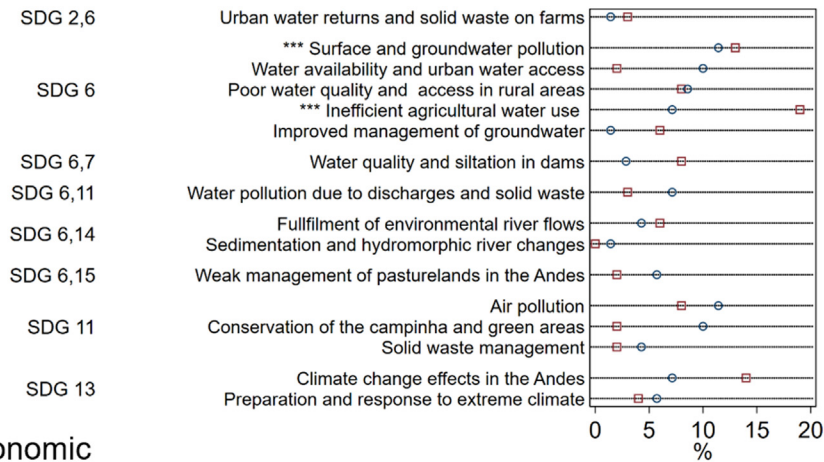 SDG 2,6 Urban water returns and solid waste on farms
*** Surface and groundwater pollution
Water availability and urban water access
SDG 6 Poor water quality and access in rural areas
*** Inefficient agricultural water use
Improved management of groundwater
SDG 6,7 Water quality and siltation in dams
SDG 6,11 Water pollution due to discharges and solid waste
Fullfilment of environmental river flows
SDG 6,14
Sedimentation and hydromorphic river changes
SDG 6,15 Weak management of pasturelands in the Andes
Air pollution
SDG 11 Conservation of the campinha and green areas
Solid waste management
Climate change effects in the Andes
SDG 13
Preparation and response to extreme climate
0 5 10 15 20
%
onomic